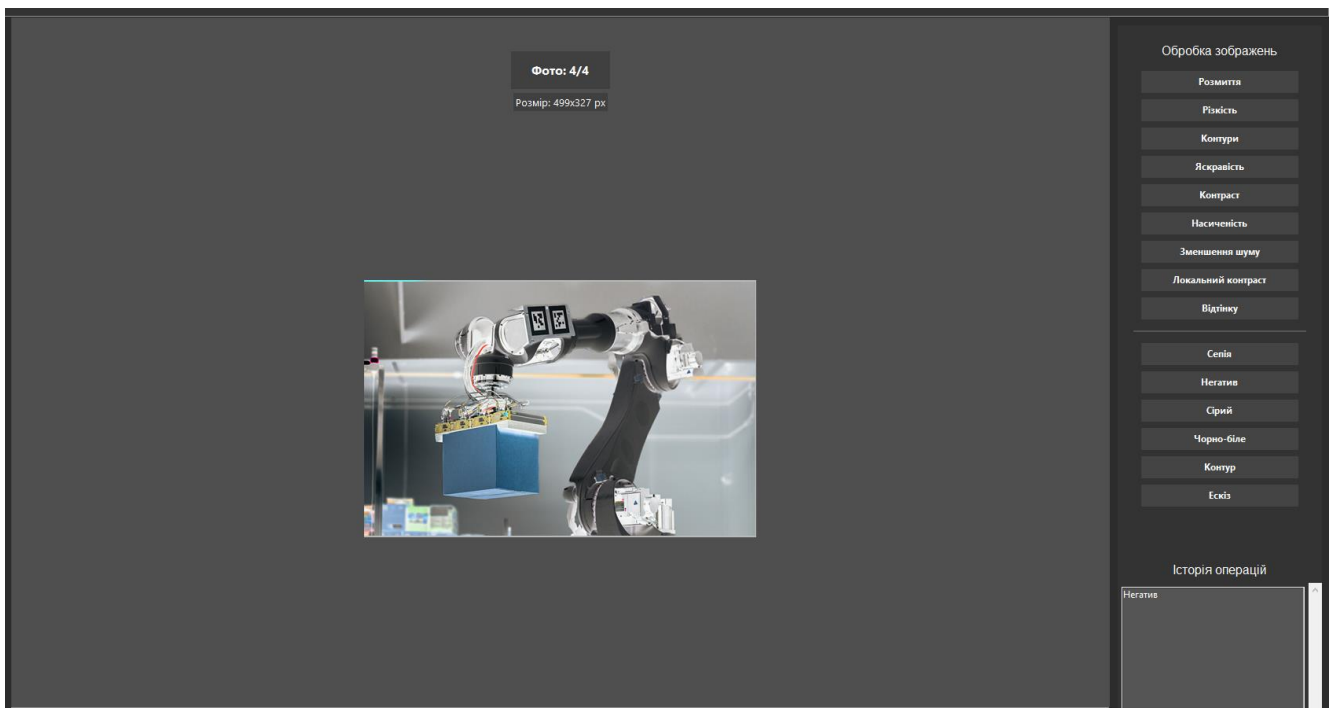 Фото: 4/4
Розмір: 499x327 px
Обробка зображень
Розмиття
Різкість
Контури
Яскравість
Контраст
Насиченість
Зменшення шуму
Локальний контраст
Відтінку
Сепія
Негатив
Сірий
Чорно-біле
Контур
Ескіз
Історія операцій
Негатив